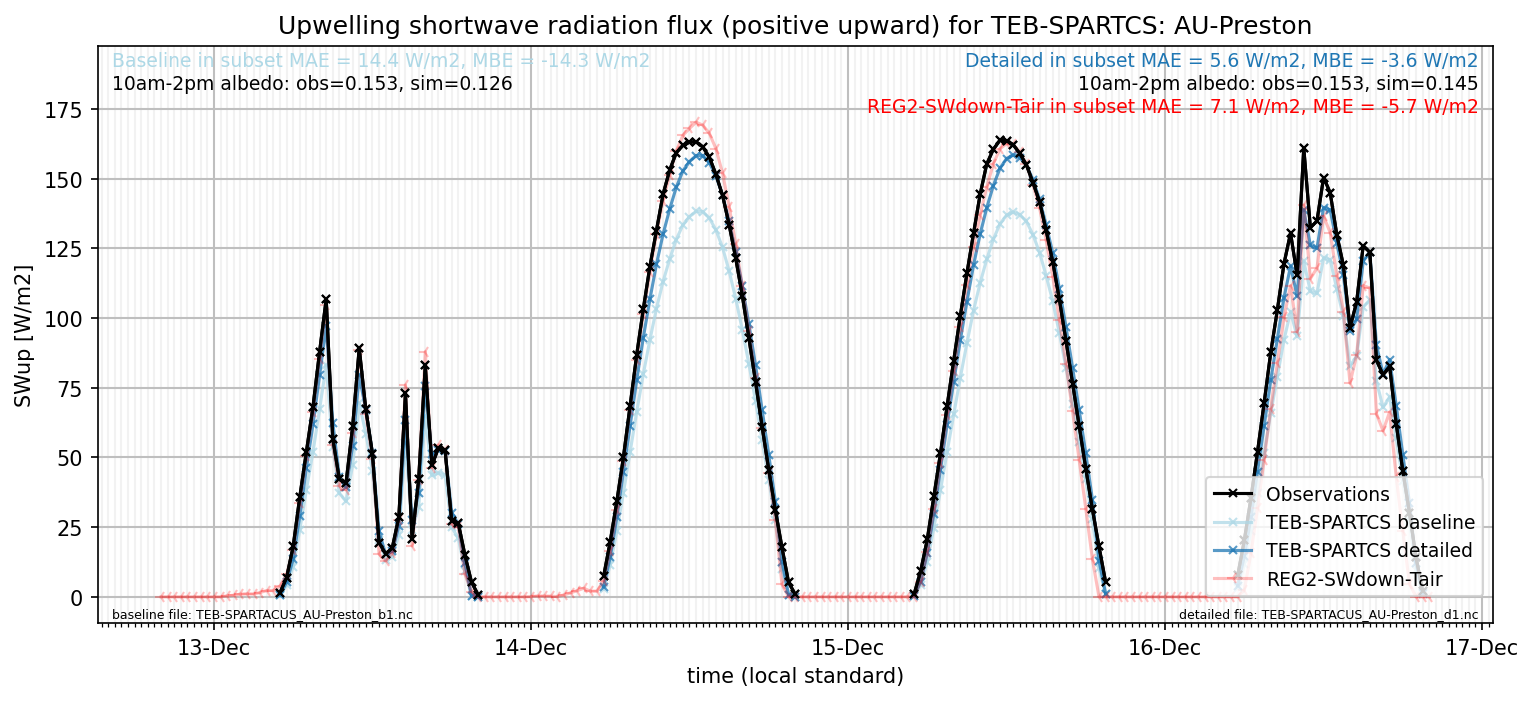 Upwelling shortwave radiation flux (positive upward) for TEB-SPARTCS: AU-Preston
Baseline in subset MAE = 14.4 W/m2, MBE = -14.3 W/m2
10am-2pm albedo: obs=0.153, sim=0.126
Detailed in subset MAE = 5.6 W/m2, MBE = -3.6 W/m2
10am-2pm albedo: obs=0.153, sim=0.145
REG2-SWdown-Tair in subset MAE = 7.1 W/m2, MBE = -5.7 W/m2
SWup [W/m2]
175
150
125
100
75
50
25
0
Observations
TEB-SPARTCS baseline
TEB-SPARTCS detailed
REG2-SWdown-Tair
baseline file: TEB-SPARTACUS_AU-Preston_b1.nc
detailed file: TEB-SPARTACUS_AU-Preston_d1.nc
13-Dec
14-Dec
15-Dec
16-Dec
17-Dec
time (local standard)